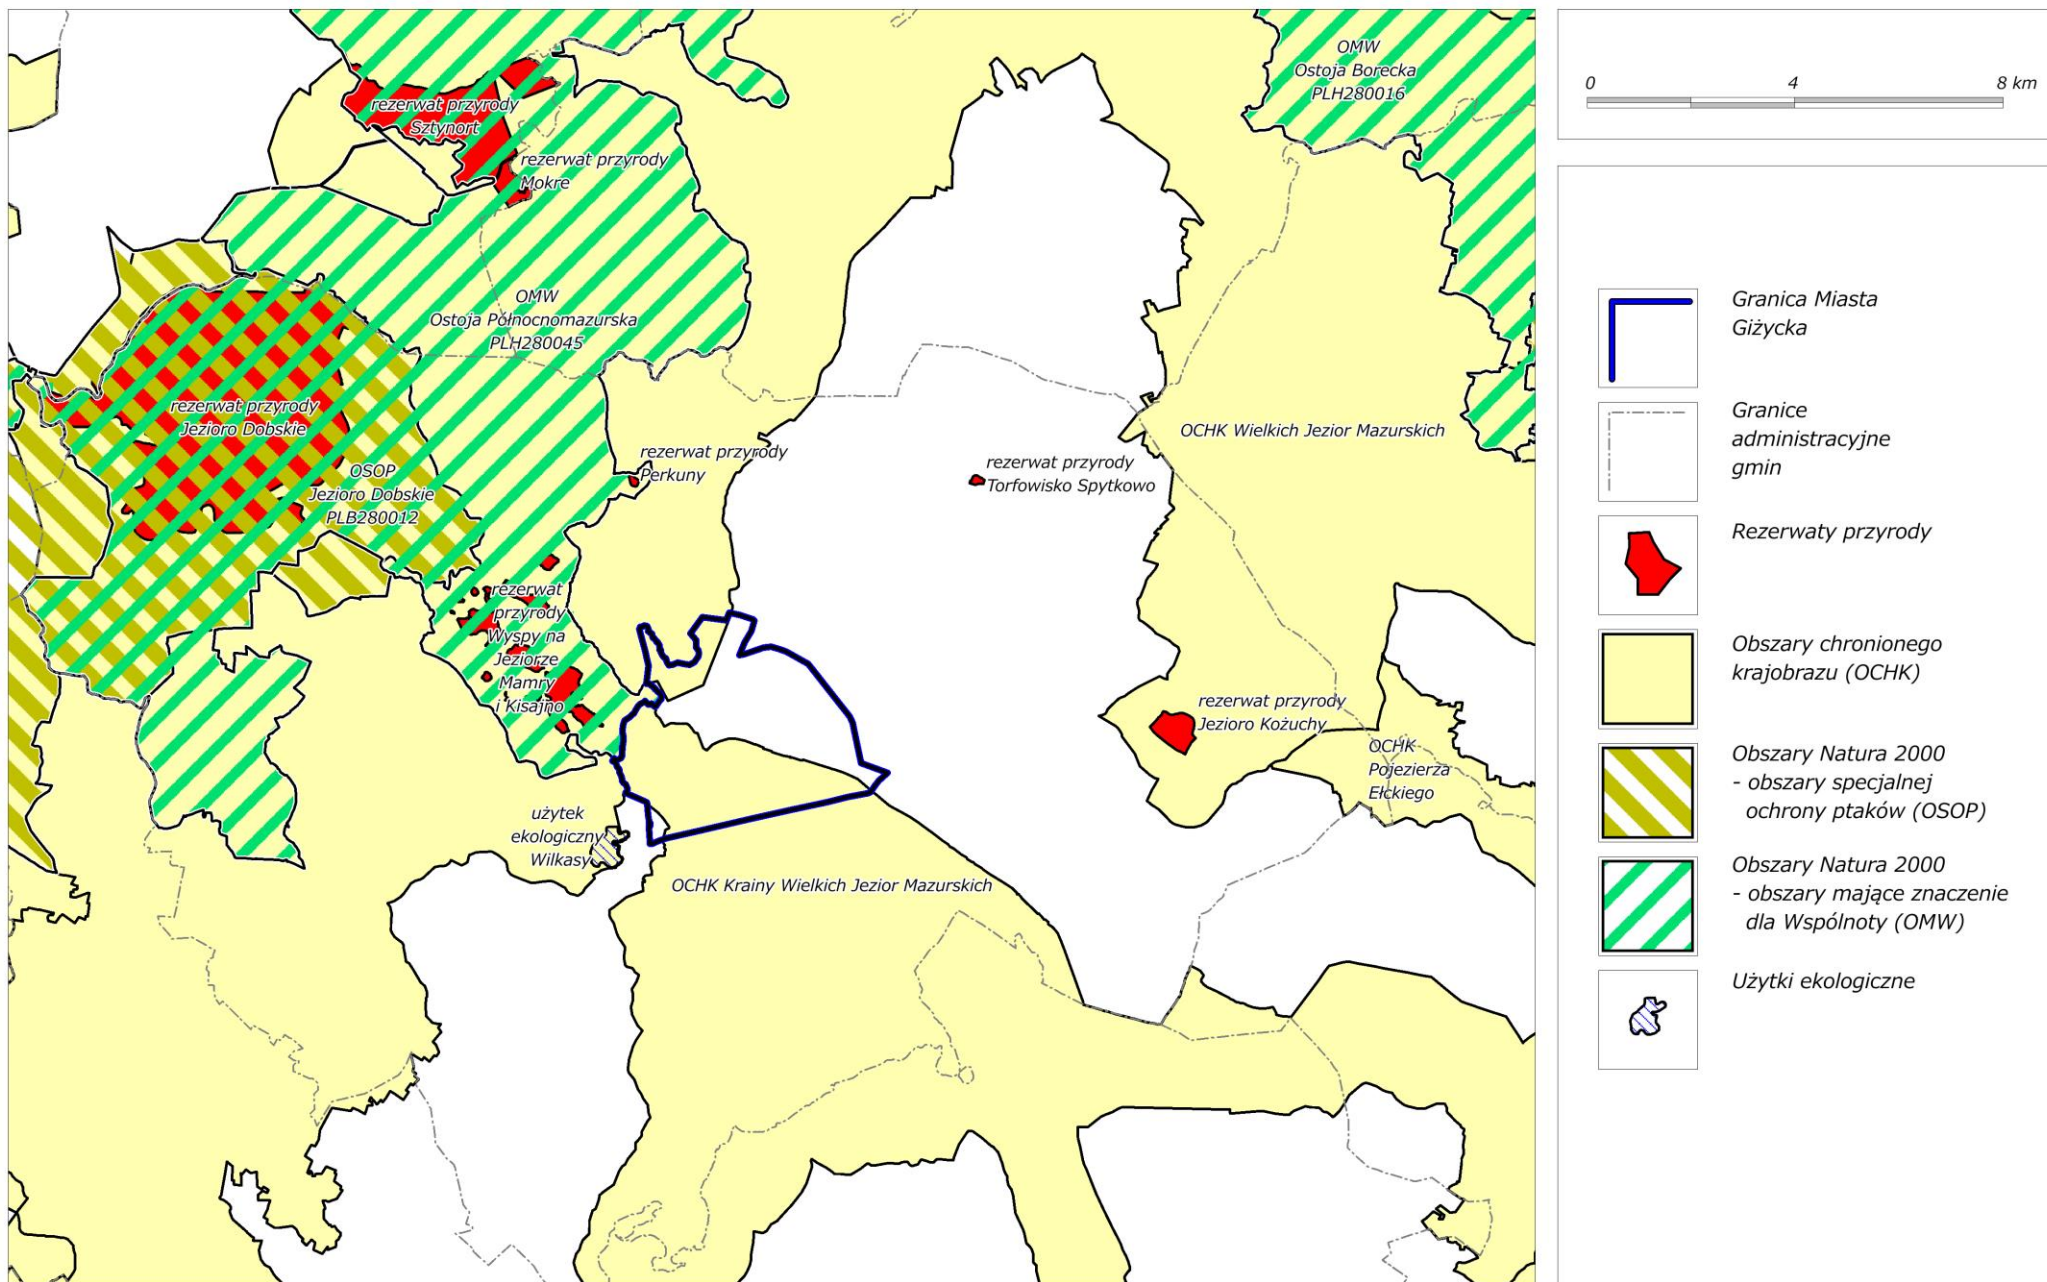 OMW
Ostoja Borecka
PLH280016
rezerwat przyrody
Sztynort
rezerwat przyrody
Mokre
OMW
Ostoja Północnomazurska
PLH280045
rezerwat przyrody
Jezioro Dobskie
OSOP
Jezioro Dobskie
PLB280012
rezerwat przyrody
Perkuny
rezerwat przyrody
Torfowisko Spytkowo
OCHK Wielkich Jezior Mazurskich
rezerwat
przyrody
Wyspy na
Jeziorze
Mamry
i Kisajno
rezerwat przyrody
Jezioro Kożuchy
OCHK
Pojezierza
Ełckiego
użytek
ekologiczny
Wilkasy
OCHK Krainy Wielkich Jezior Mazurskich
0 4 8 km
Granica Miasta
Giżycka
Granice
administracyjne
gmin
Rezerwaty przyrody
Obszary chronionego
krajobrazu (OCHK)
Obszary Natura 2000
- obszary specjalnej
ochrony ptaków (OSOP)
Obszary Natura 2000
- obszary mające znaczenie
dla Wspólnoty (OMW)
Użytki ekologiczne